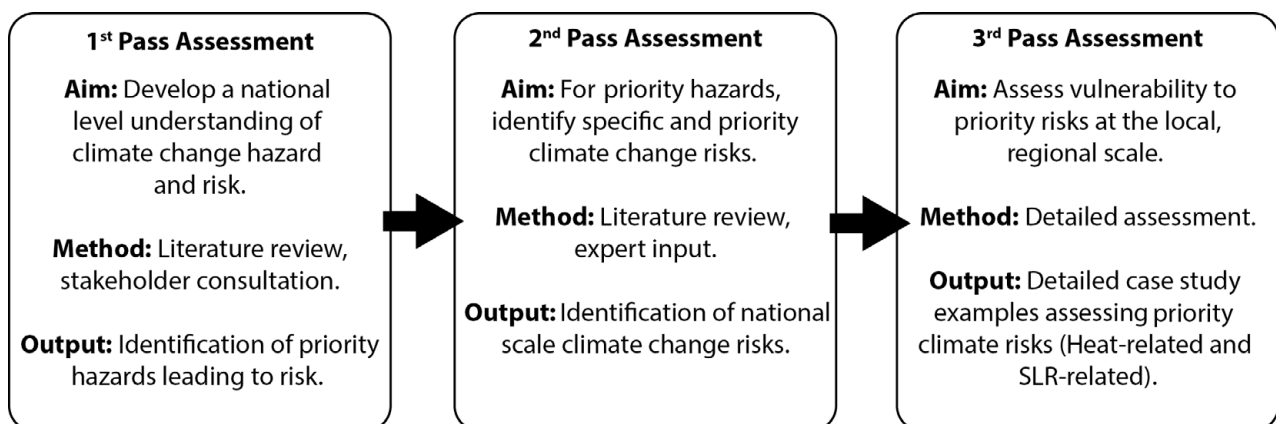 1st Pass Assessment
Aim: Develop a national
level understanding of
climate change hazard
and risk.
Method: Literature review,
stakeholder consultation.
Output: Identification of priority
hazards leading to risk.
2nd Pass Assessment
Aim: For priority hazards,
identify specific and priority
climate change risks.
Method: Literature review,
expert input.
Output: Identification of national
scale climate change risks.
3rd Pass Assessment
Aim: Assess vulnerability to
priority risks at the local,
regional scale.
Method: Detailed assessment.
Output: Detailed case study
examples assessing priority
climate risks (Heat-related and
SLR-related).